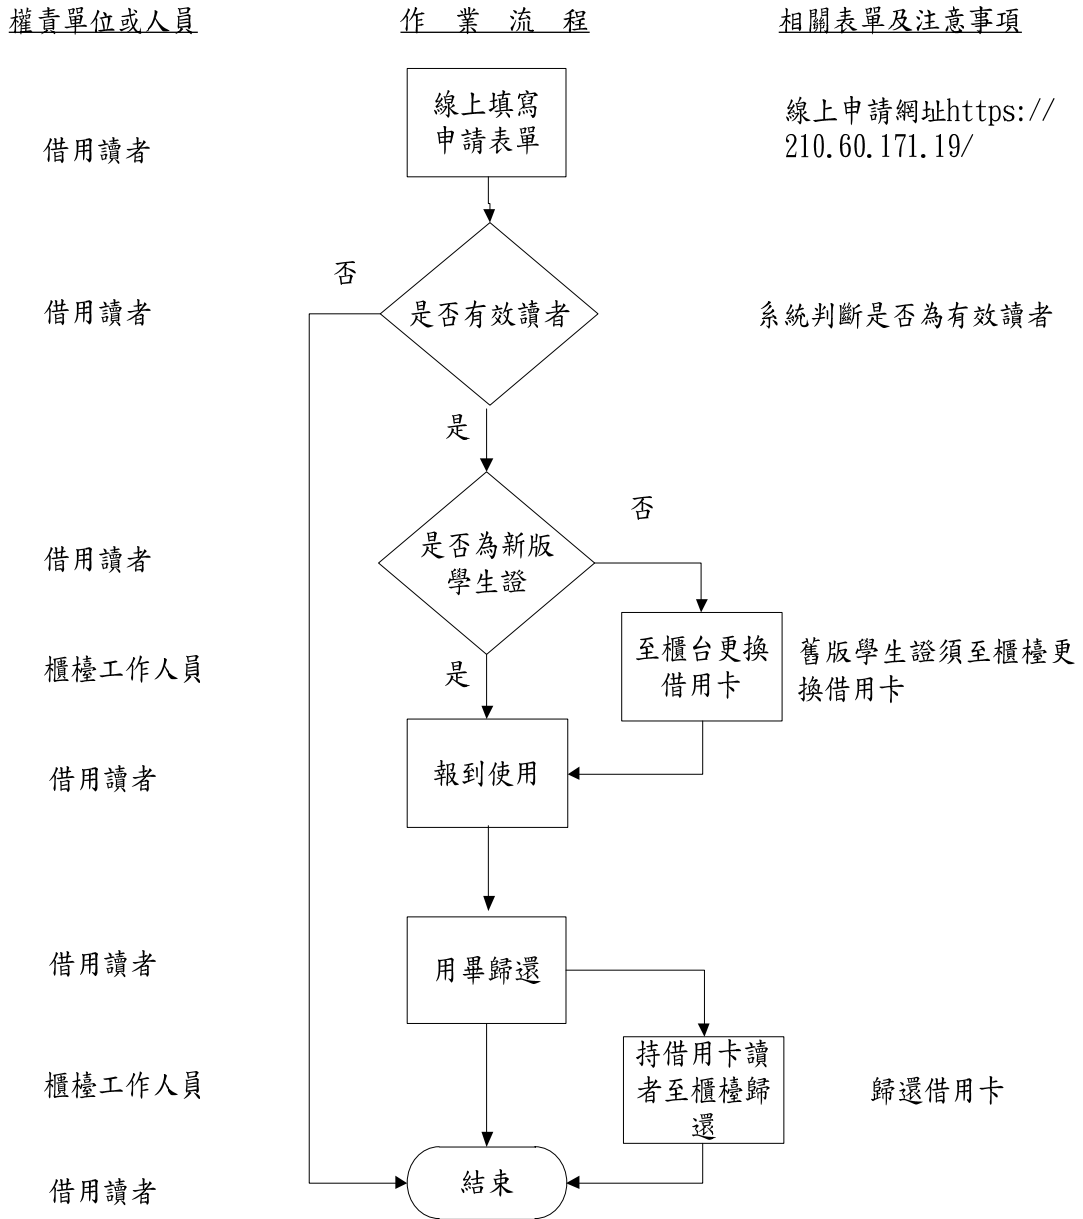 權責單位或人員
作 業 流 程
相關表單及注意事項
線上填寫
申請表單
借用讀者
線上申請網址https://
210.60.171.19/
否
借用讀者
是否有效讀者
系統判斷是否為有效讀者
是
否
借用讀者
是否為新版
學生證
櫃檯工作人員
是
至櫃台更換
借用卡
舊版學生證須至櫃檯更
換借用卡
借用讀者
報到使用
借用讀者
用畢歸還
櫃檯工作人員
持借用卡讀
者至櫃檯歸
還
歸還借用卡
借用讀者
結束